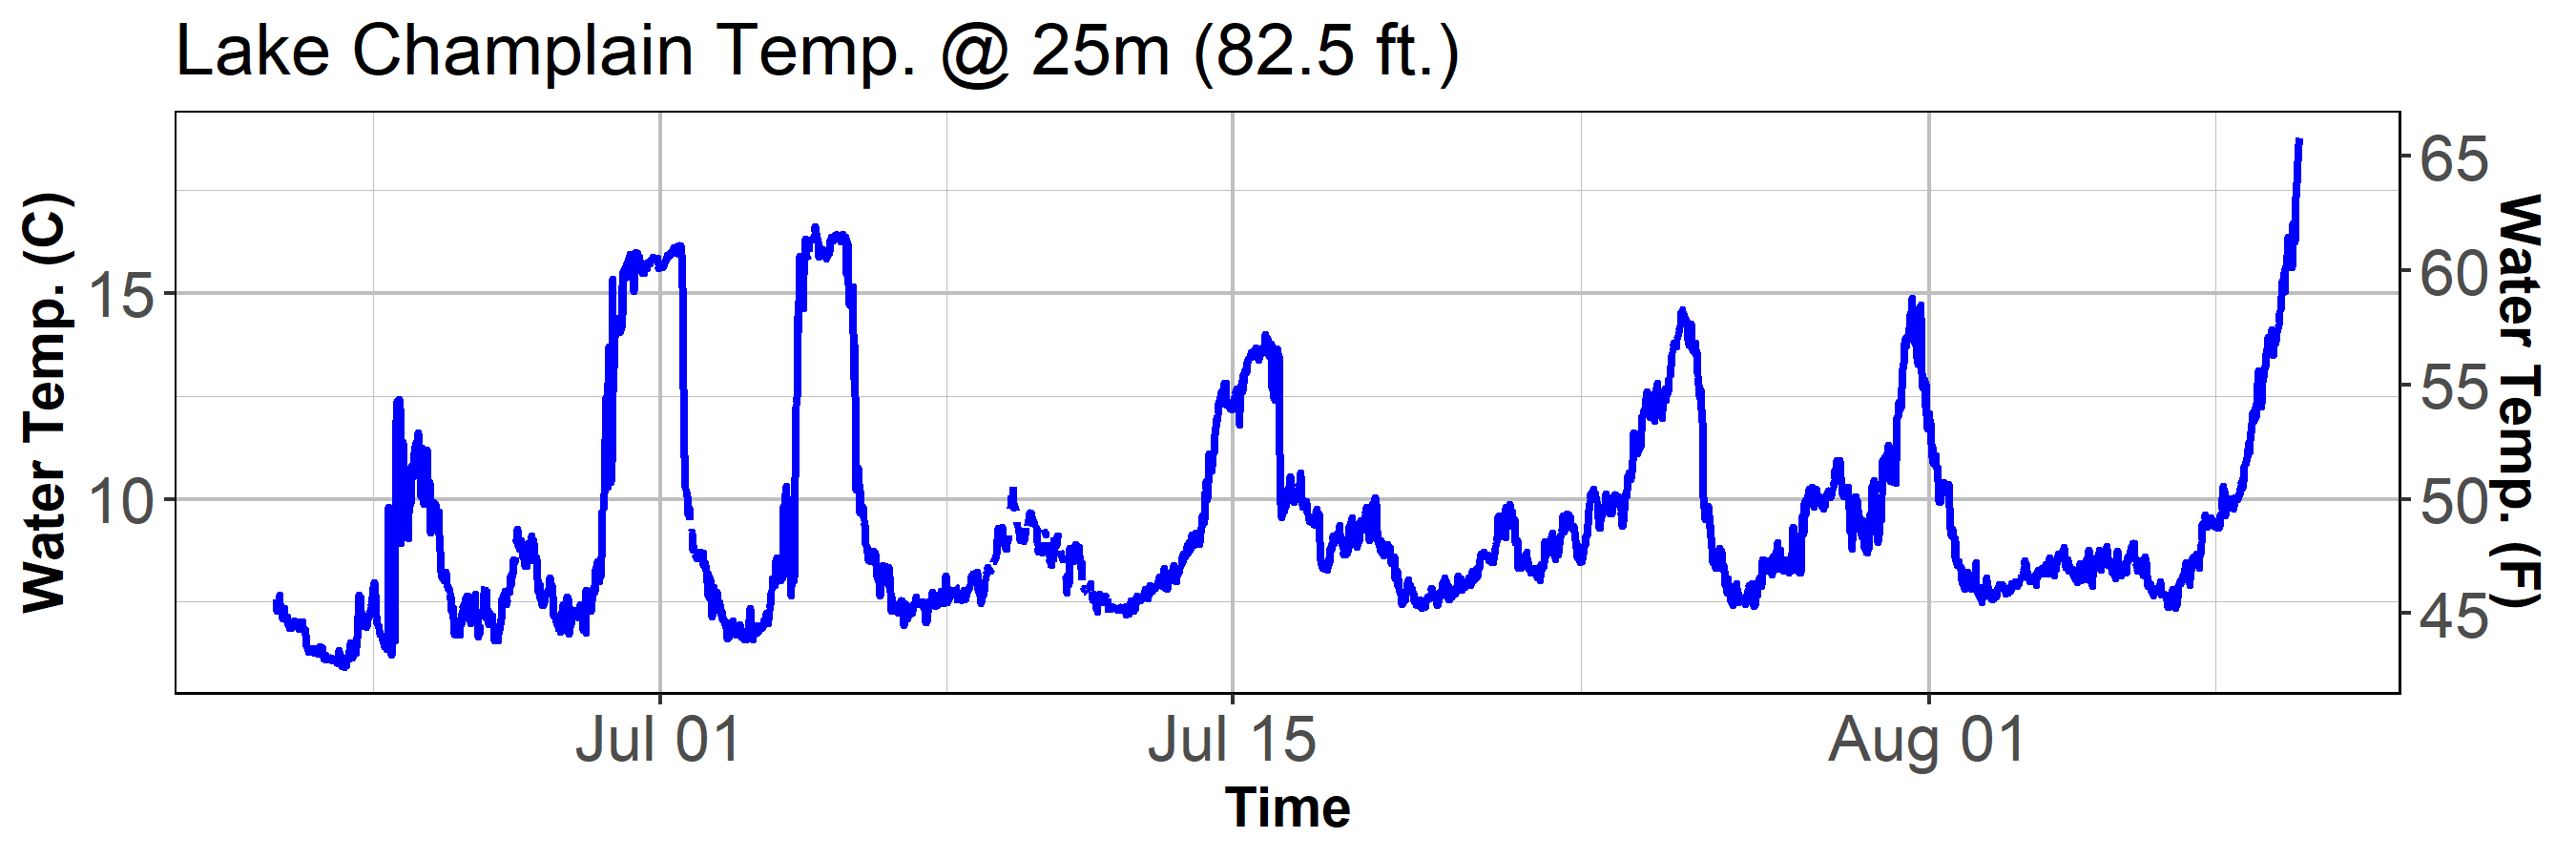 Lake Champlain Temp. @ 25m (82.5 ft.)
Water Temp. (C)
15
10
65
60
55
50
45
Water Temp. (F)
Jul 01
Jul 15
Aug 01
Time